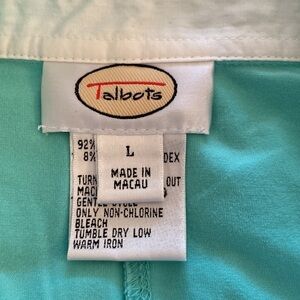 Talbots
L
MADE IN
MACAU
92%
8% DEX
TURN OUT
MAC
GENTLE CYCLE
ONLY NON-CHLORINE
BLEACH
TUMBLE DRY LOW
WARM IRON